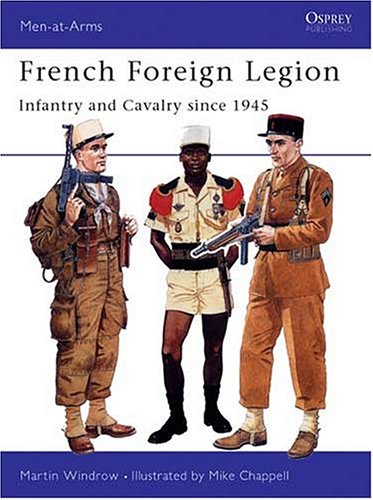 Men-at-Arms
OSPREY
PUBLISHING
French Foreign Legion
Infantry and Cavalry since 1945
Martin Windrow • Illustrated by Mike Chappell